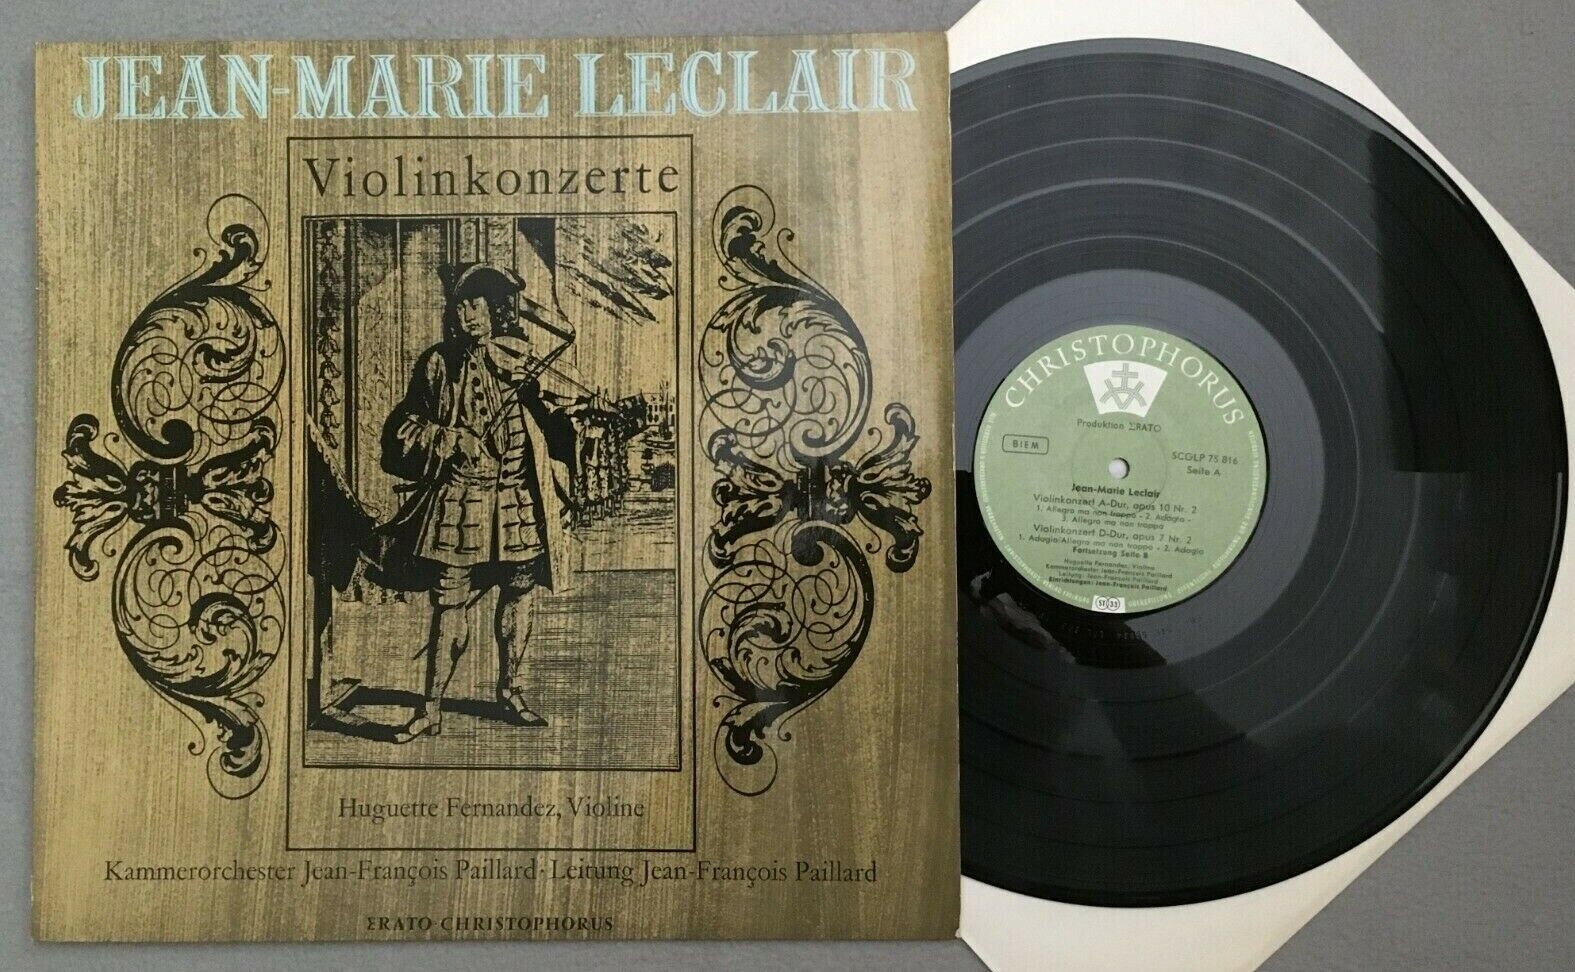 JEAN-MARIE LECLAIR
Violinkonzerte
Huguette Fernandez, Violine
Kammerorchester Jean-François Paillard · Leitung Jean-François Paillard
ΣRATO · CHRISTOPHORUS
CHRISTOPHORUS
Produktion ΣRATO
BIEM
SCGLP 75 816
Seite A
Jean-Marie Leclair
Violinkonzert A-Dur, opus 10 Nr. 2
1. Allegro ma non troppo - 2. Adagio -
3. Allegro ma non troppo
Violinkonzert D-Dur, opus 7 Nr. 2
1. Adagio/Allegro ma non troppo - 2. Adagio
Fortsetzung Seite B
Huguette Fernandez, Violine
Kammerorchester Jean-François Paillard
Leitung: Jean-François Paillard
Einrichtungen: Jean-François Paillard
ST 33